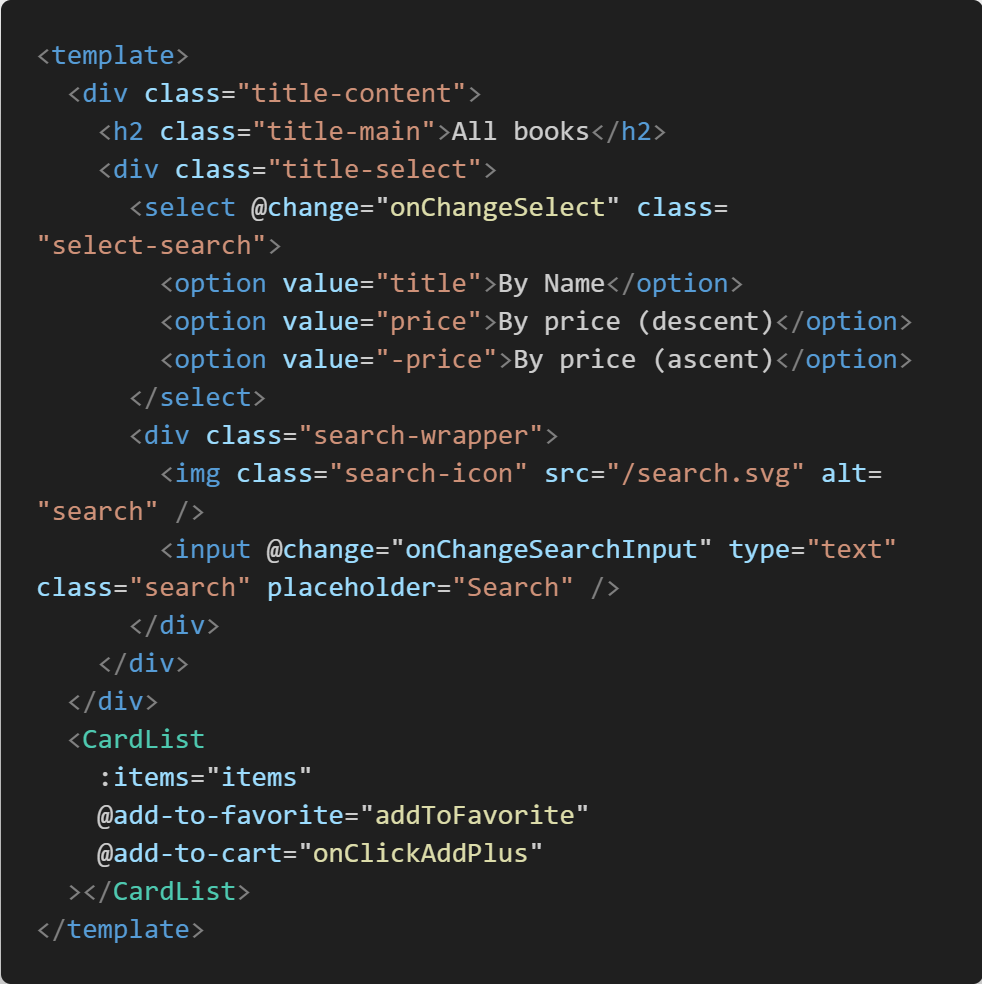 <template>
  <div class="title-content">
    <h2 class="title-main">All books</h2>
    <div class="title-select">
      <select @change="onChangeSelect" class=
"select-search">
        <option value="title">By Name</option>
        <option value="price">By price (descent)</option>
        <option value="-price">By price (ascent)</option>
      </select>
      <div class="search-wrapper">
        <img class="search-icon" src="/search.svg" alt=
"search" />
        <input @change="onChangeSearchInput" type="text"
class="search" placeholder="Search" />
      </div>
    </div>
  </div>
  <CardList
    :items="items"
    @add-to-favorite="addToFavorite"
    @add-to-cart="onClickAddPlus"
  ></CardList>
</template>